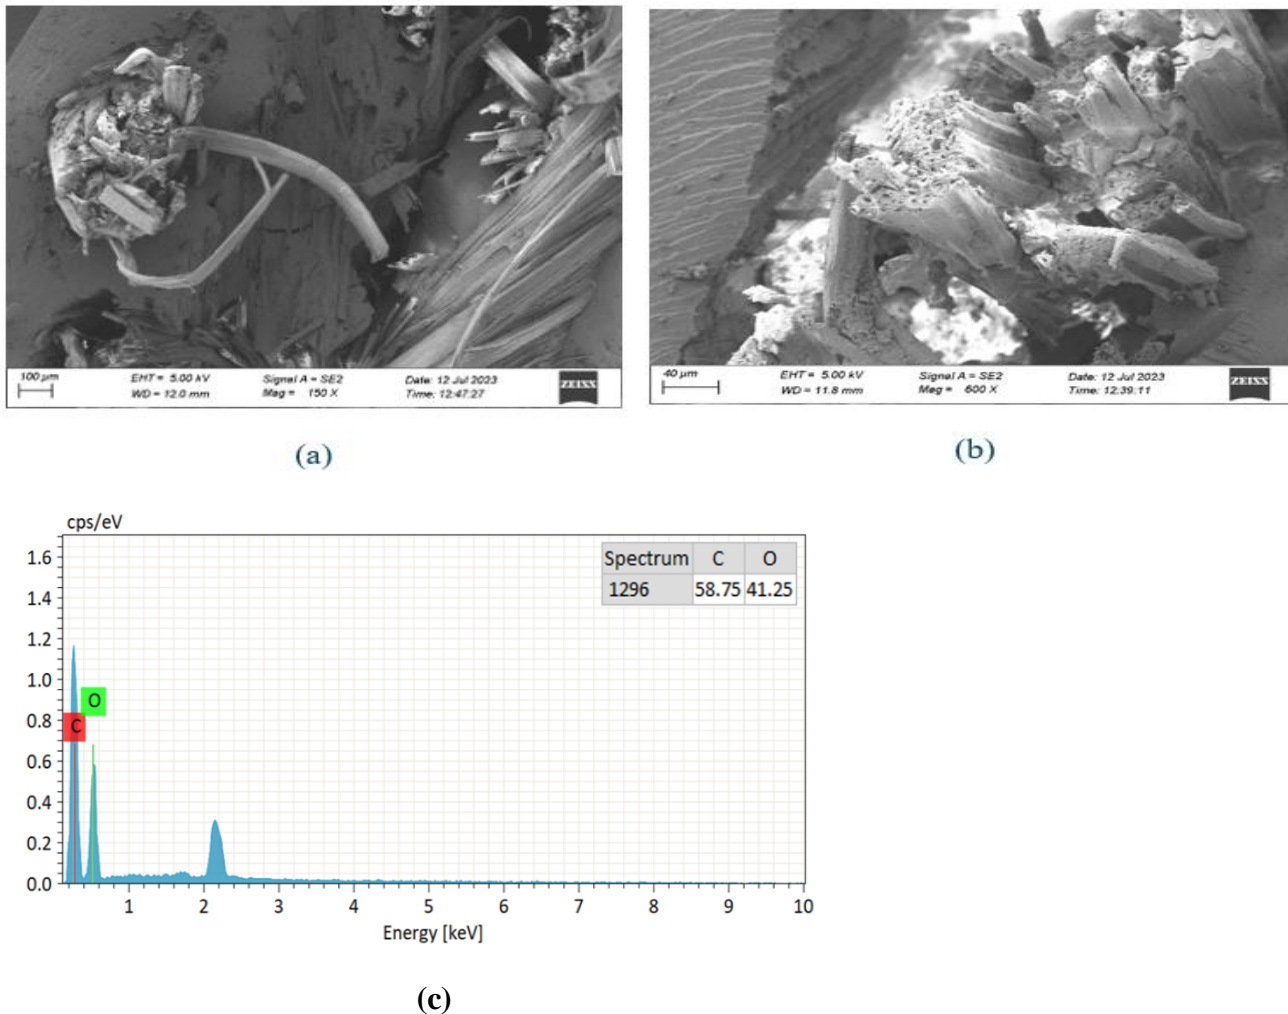 100 µm
EHT = 5.00 kV
WD = 12.0 mm
Signal A = SE2
Mag = 150 X
Date: 12 Jul 2023
Time: 12:47:27
ZEISS
40 µm
EHT = 5.00 kV
WD = 11.8 mm
Signal A = SE2
Mag = 600 X
Date: 12 Jul 2023
Time: 12:39:11
ZEISS
(a)
(b)
cps/eV
Spectrum C O
1296 58.75 41.25
1.6
1.4
1.2
1.0
0.8
0.6
0.4
0.2
0.0
O
C
1 2 3 4 5 6 7 8 9 10
Energy [keV]
(c)